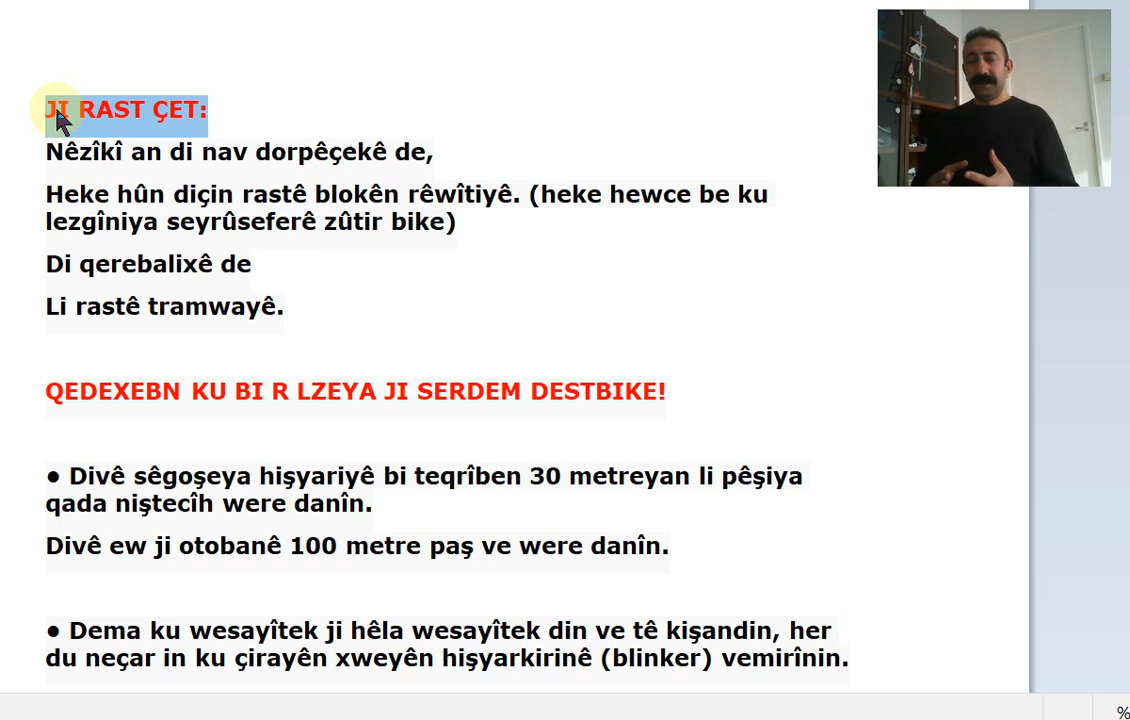 JI RAST ÇET:
Nêzîkî an di nav dorpêçekê de,
Heke hûn diçin rastê blokên rêwîtiyê. (heke hewce be ku
lezgîniya seyrûseferê zûtir bike)
Di qerebalixê de
Li rastê tramwayê.
QEDEXEBN KU BI R LZEYA JI SERDEM DESTBIKE!
• Divê sêgoşeya hişyariyê bi teqrîben 30 metreyan li pêşiya
qada niştecîh were danîn.
Divê ew ji otobanê 100 metre paş ve were danîn.
• Dema ku wesayîtek ji hêla wesayîtek din ve tê kişandin, her
du neçar in ku çirayên xweyên hişyarkirinê (blinker) vemirînin.
%